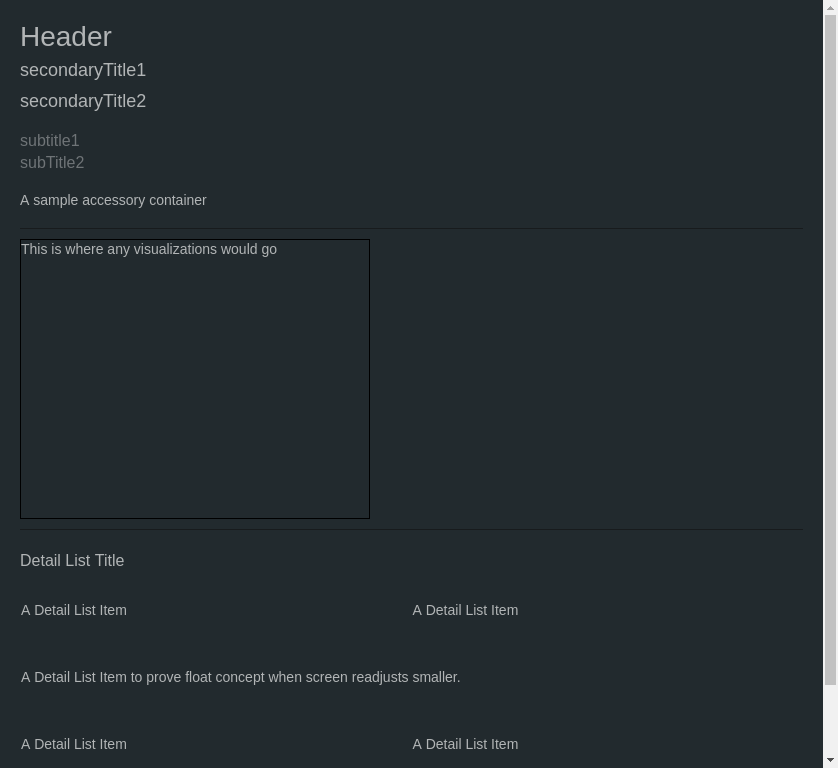 Header
secondaryTitle1
secondaryTitle2
subtitle1
subTitle2
A sample accessory container
This is where any visualizations would go
Detail List Title
A Detail List Item
A Detail List Item
A Detail List Item to prove float concept when screen readjusts smaller.
A Detail List Item
A Detail List Item